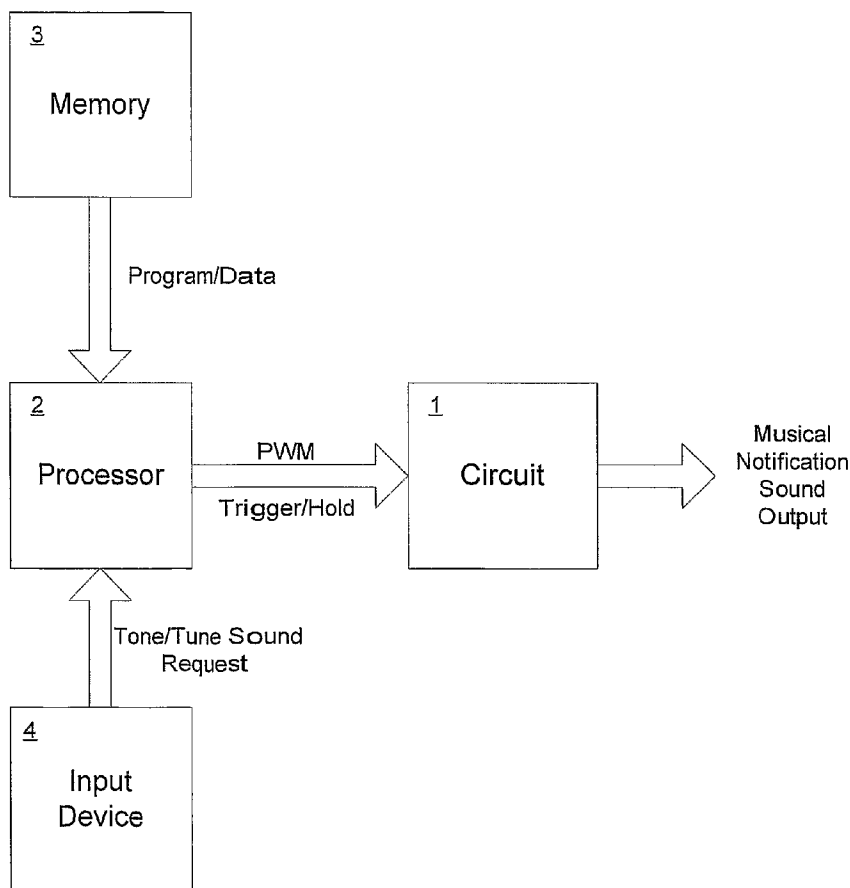 3
Memory
Program/Data
2
Processor
PWM
Trigger/Hold
1
Circuit
Musical
Notification
Sound
Output
Tone/Tune Sound
Request
4
Input
Device